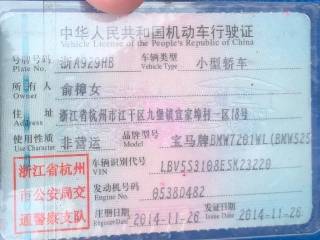 中华人民共和国机动车行驶证
Vehicle License of the People's Republic of China
号牌号码 浙A929HB 车辆类型 小型轿车
Plate No. Vehicle Type
所有人 俞樟女
Owner
住址 浙江省杭州市江干区九堡镇宣家埠村一区18号
Address
使用性质 非营运 品牌型号 宝马牌BMW7201WL(BMW525
Use Character
浙江省杭州市公安局交通警察支队
车辆识别代号 LBV5S3108ESK23220
VIN
发动机号码 05380482
Engine No.
注册日期 2014-11-26 发证日期 2014-11-26
Register Date Issue Date